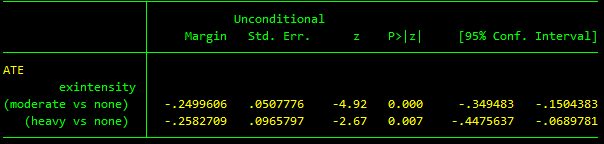 Unconditional
Margin Std. Err. z P>|z| [95% Conf. Interval]
ATE
exintensity
(moderate vs none) -.2499606 .0507776 -4.92 0.000 -.349483 -.1504383
(heavy vs none) -.2582709 .0965797 -2.67 0.007 -.4475637 -.0689781